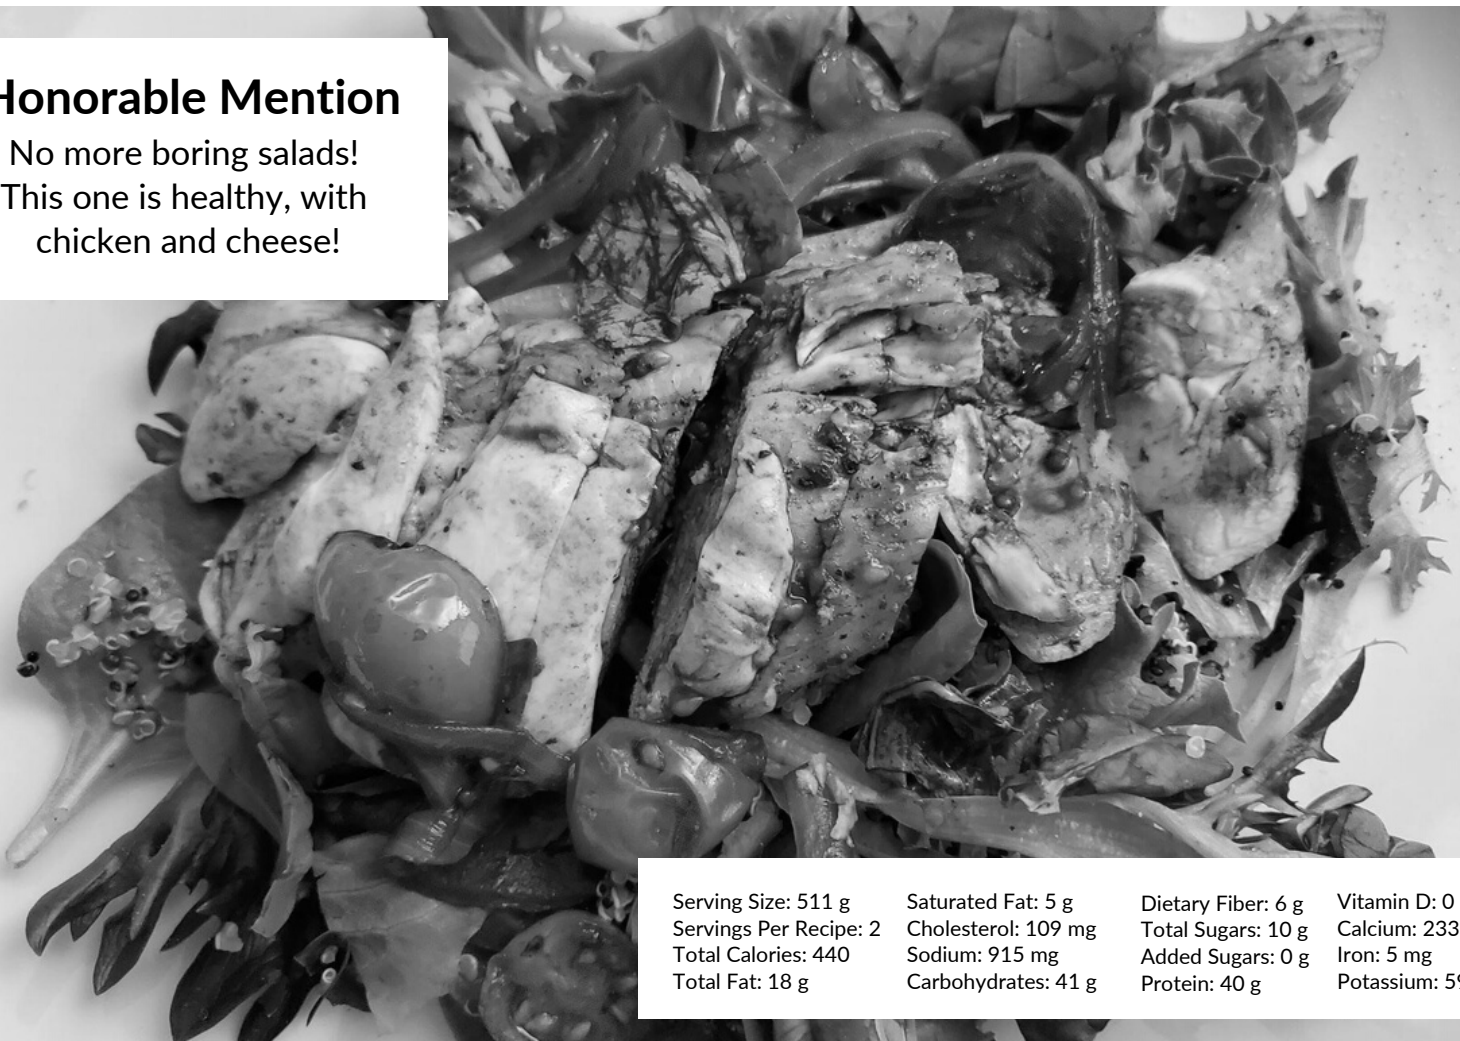 Honorable Mention
No more boring salads!
This one is healthy, with
chicken and cheese!
Serving Size: 511 g
Servings Per Recipe: 2
Total Calories: 440
Total Fat: 18 g
Saturated Fat: 5 g
Cholesterol: 109 mg
Sodium: 915 mg
Carbohydrates: 41 g
Dietary Fiber: 6 g
Total Sugars: 10 g
Added Sugars: 0 g
Protein: 40 g
Vitamin D: 0
Calcium: 233
Iron: 5 mg
Potassium: